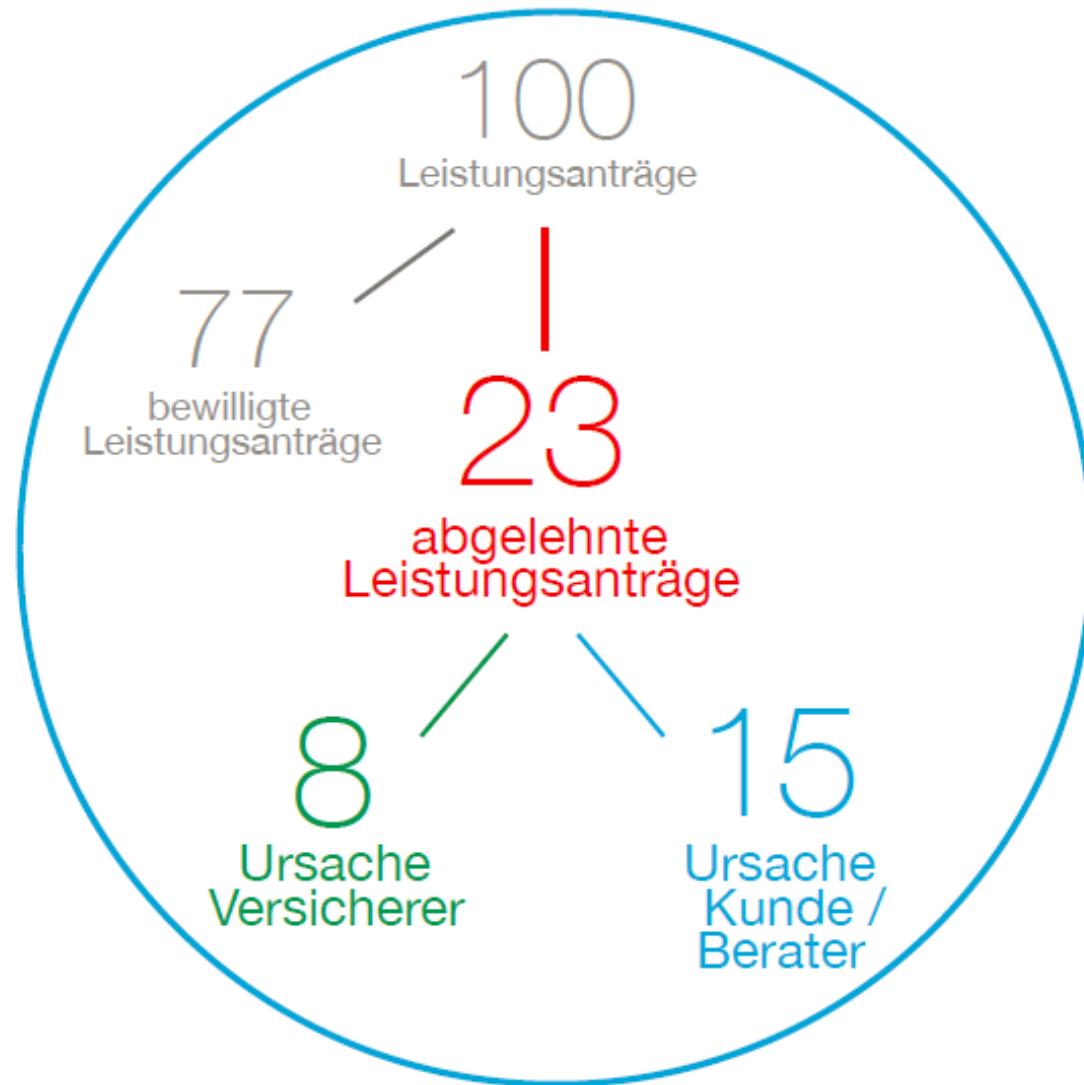 100
Leistungsanträge
77
bewilligte
Leistungsanträge
23
abgelehnte
Leistungsanträge
8
Ursache
Versicherer
15
Ursache
Kunde /
Berater